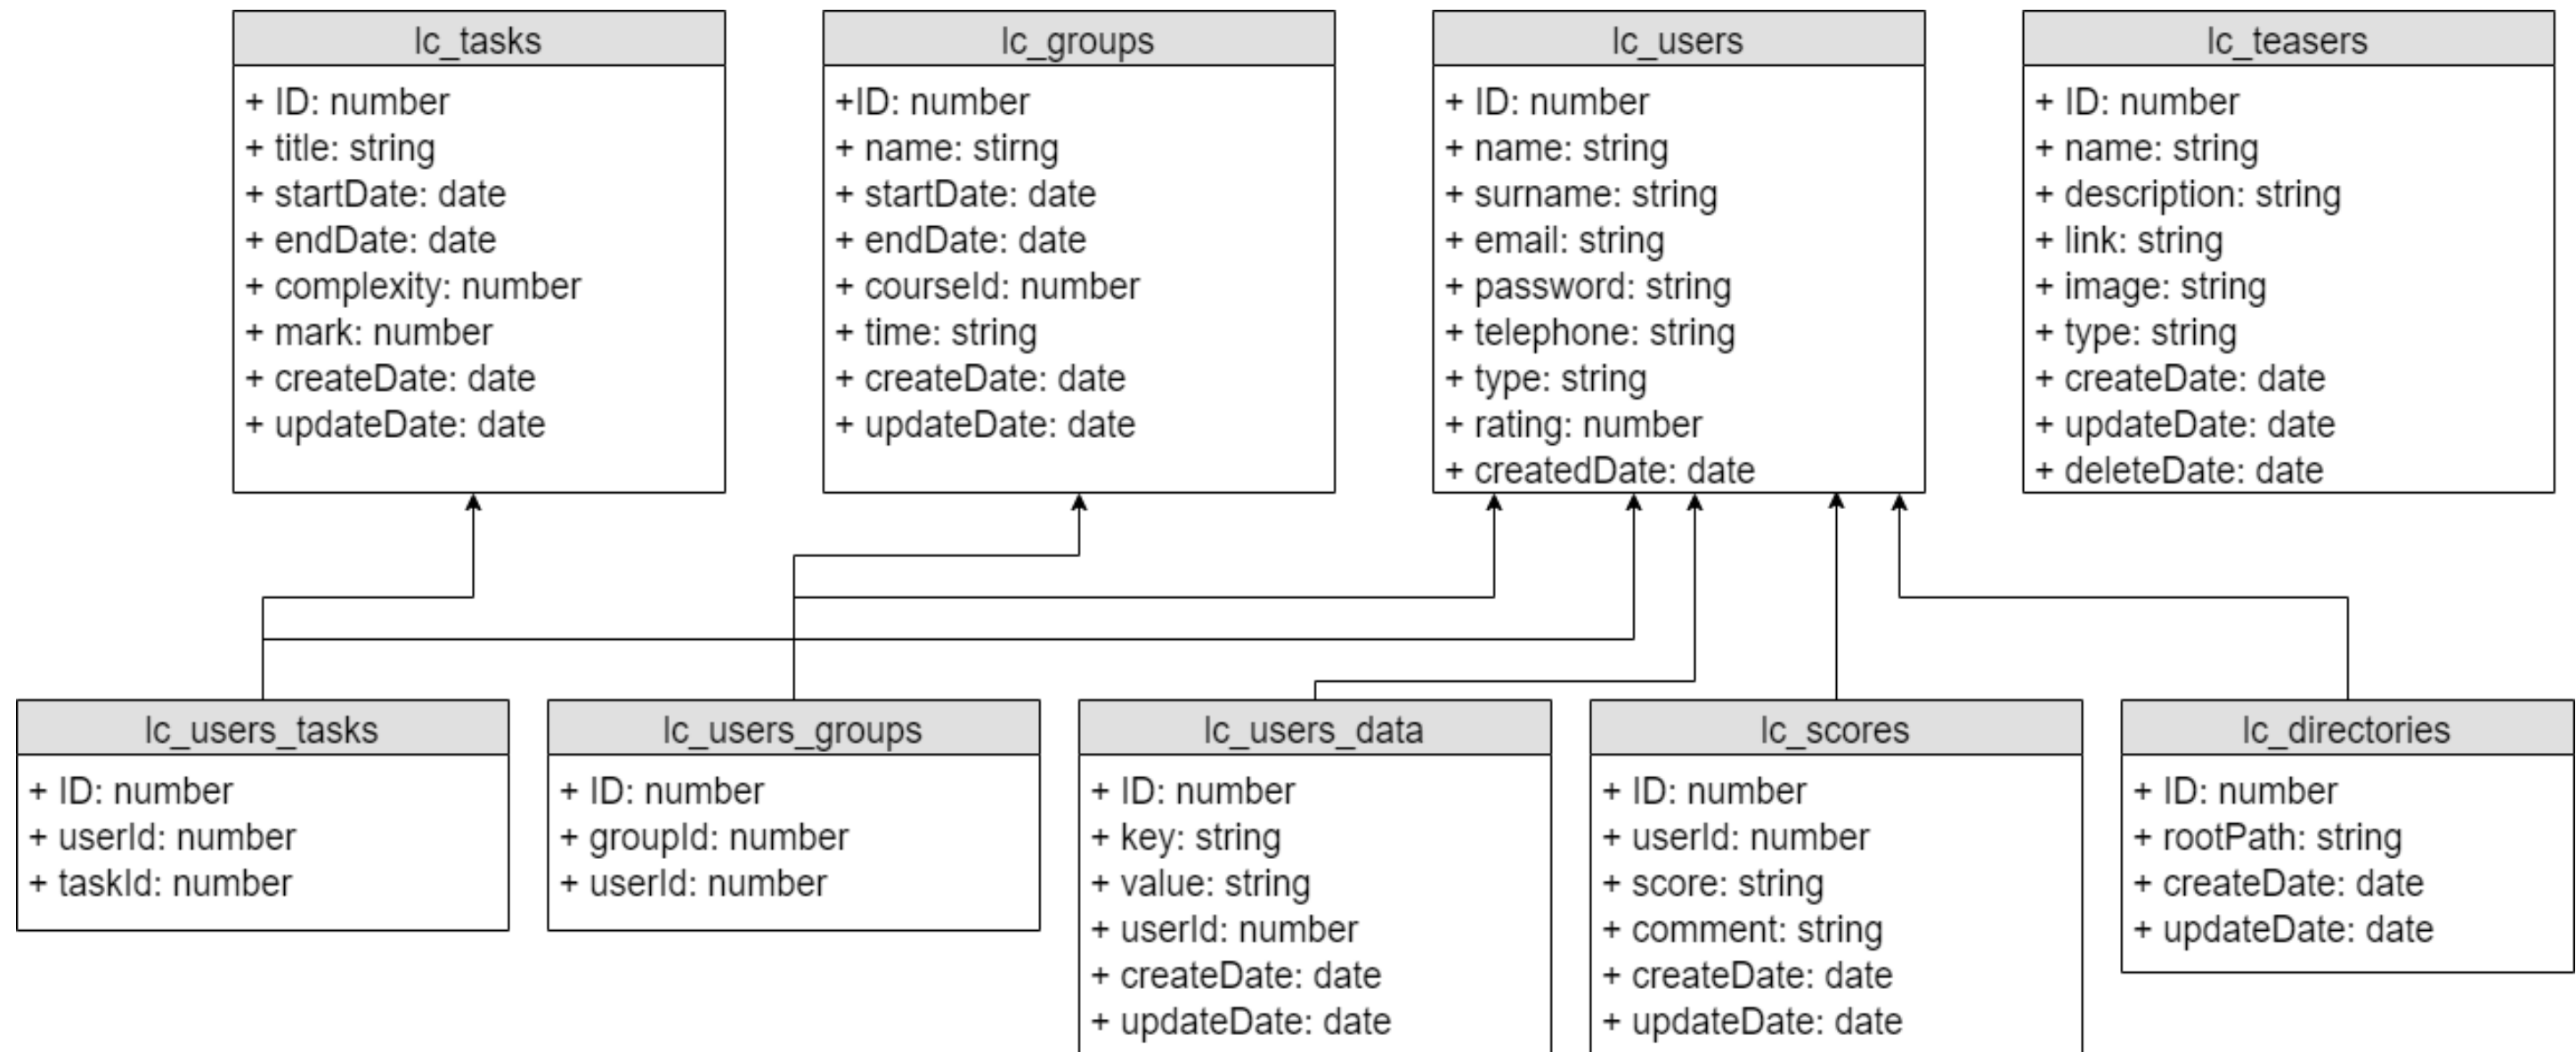 lc_tasks
+ ID: number
+ title: string
+ startDate: date
+ endDate: date
+ complexity: number
+ mark: number
+ createDate: date
+ updateDate: date
lc_groups
+ID: number
+ name: stirng
+ startDate: date
+ endDate: date
+ courseId: number
+ time: string
+ createDate: date
+ updateDate: date
lc_users
+ ID: number
+ name: string
+ surname: string
+ email: string
+ password: string
+ telephone: string
+ type: string
+ rating: number
+ createdDate: date
lc_teasers
+ ID: number
+ name: string
+ description: string
+ link: string
+ image: string
+ type: string
+ createDate: date
+ updateDate: date
+ deleteDate: date
lc_users_tasks
+ ID: number
+ userId: number
+ taskId: number
lc_users_groups
+ ID: number
+ groupId: number
+ userId: number
lc_users_data
+ ID: number
+ key: string
+ value: string
+ userId: number
+ createDate: date
+ updateDate: date
lc_scores
+ ID: number
+ userId: number
+ score: string
+ comment: string
+ createDate: date
+ updateDate: date
lc_directories
+ ID: number
+ rootPath: string
+ createDate: date
+ updateDate: date